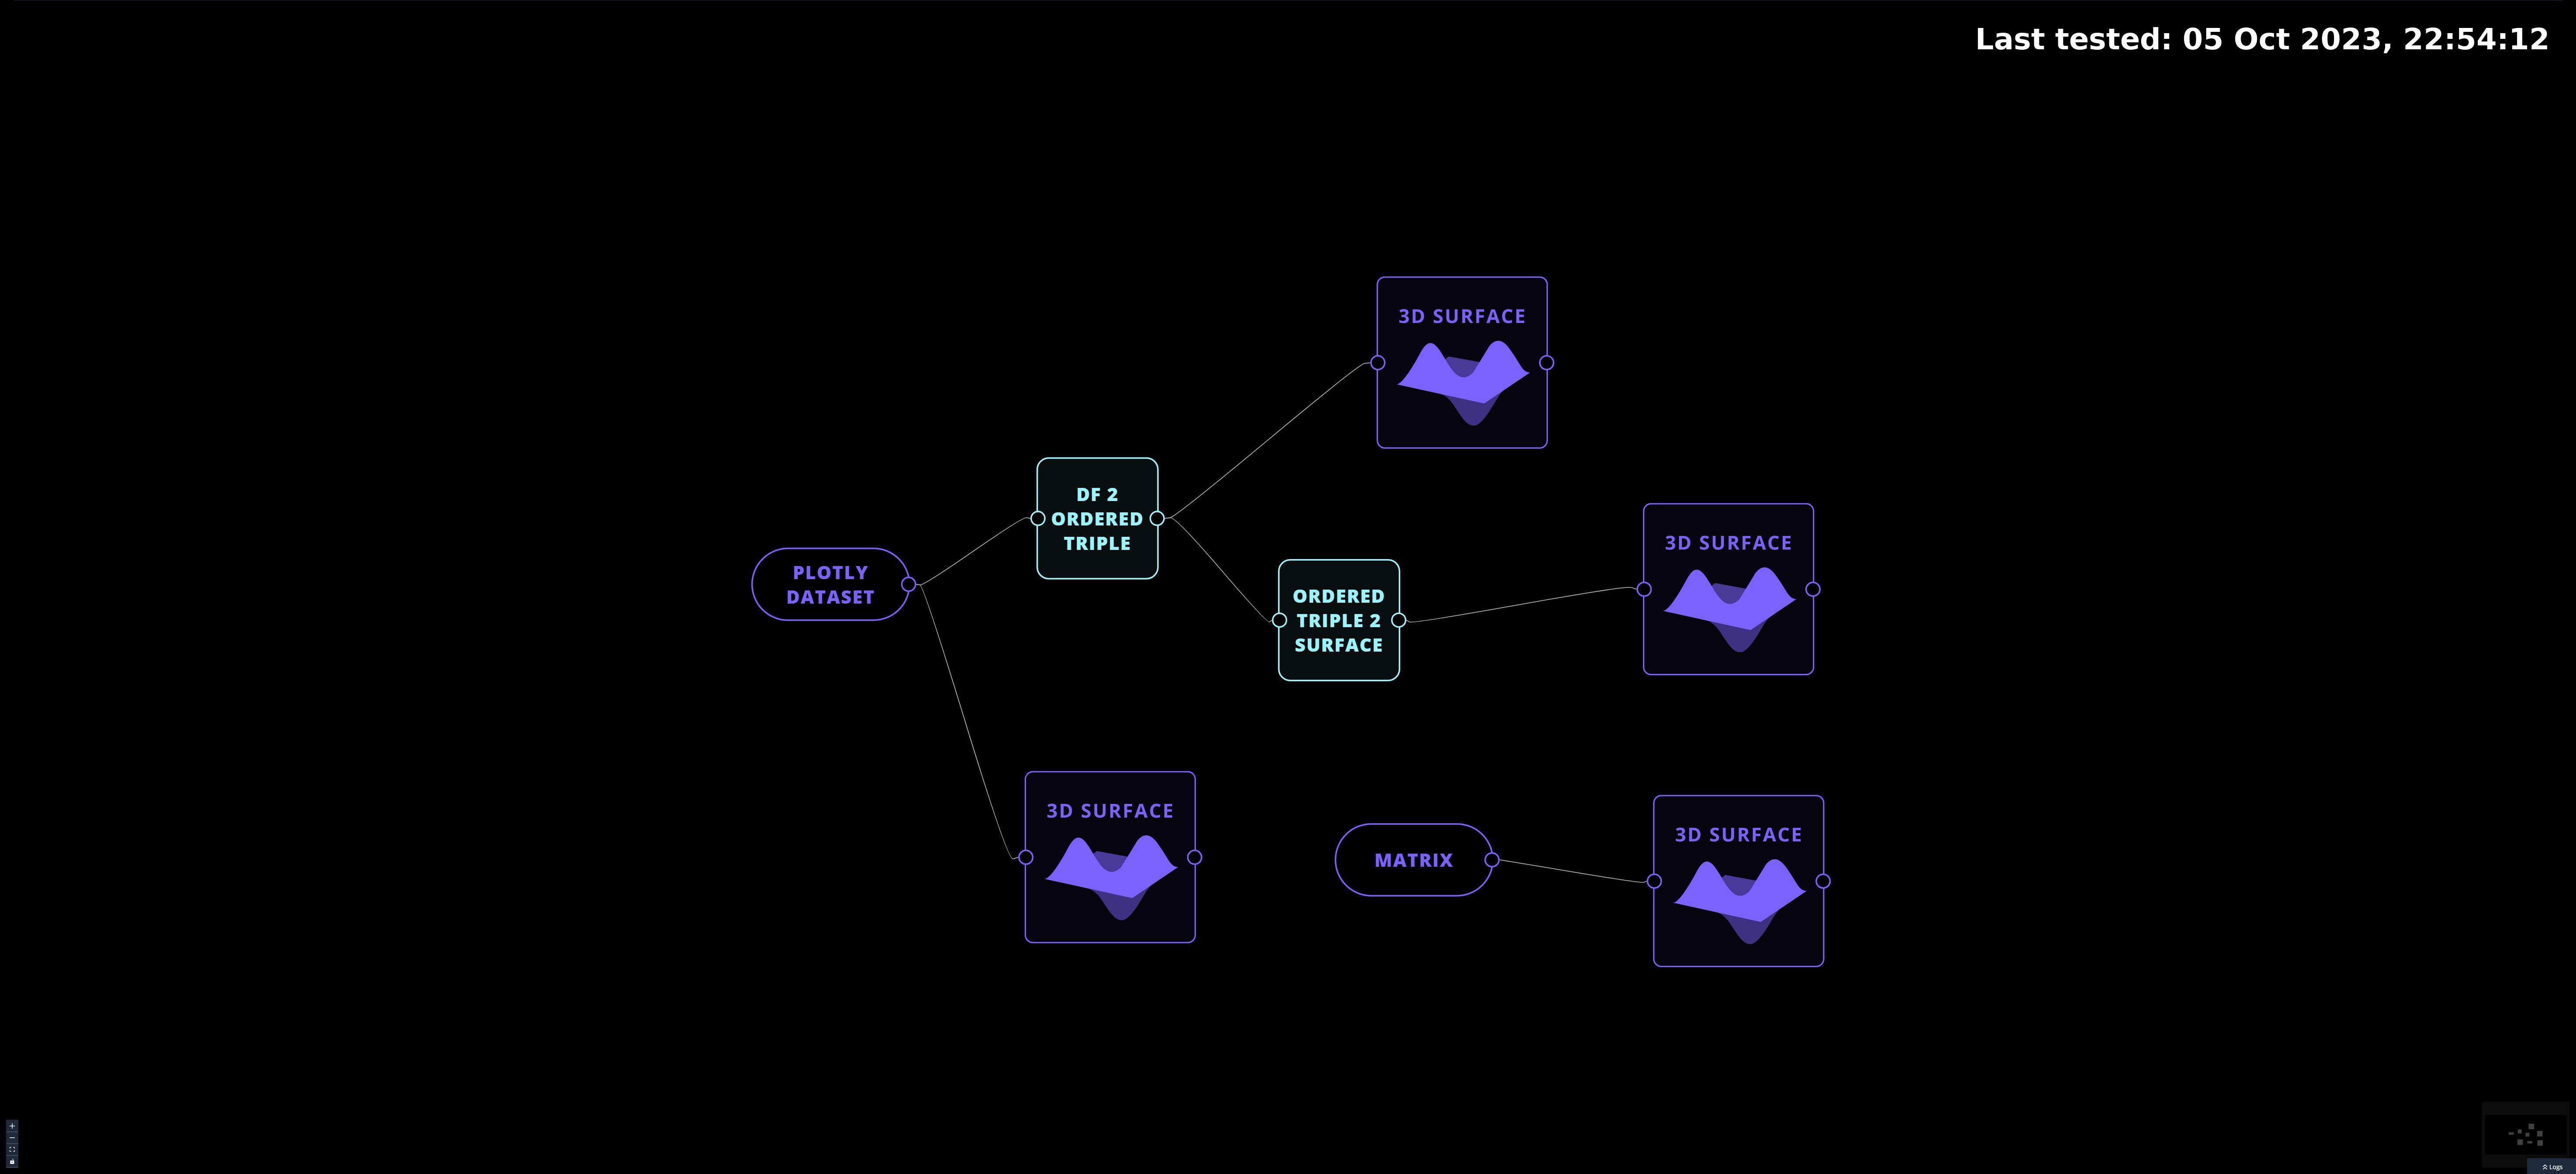 Last tested: 05 Oct 2023, 22:54:12
3D SURFACE
DF 2
ORDERED
TRIPLE
3D SURFACE
PLOTLY
DATASET
ORDERED
TRIPLE 2
SURFACE
3D SURFACE
3D SURFACE
MATRIX
Logs